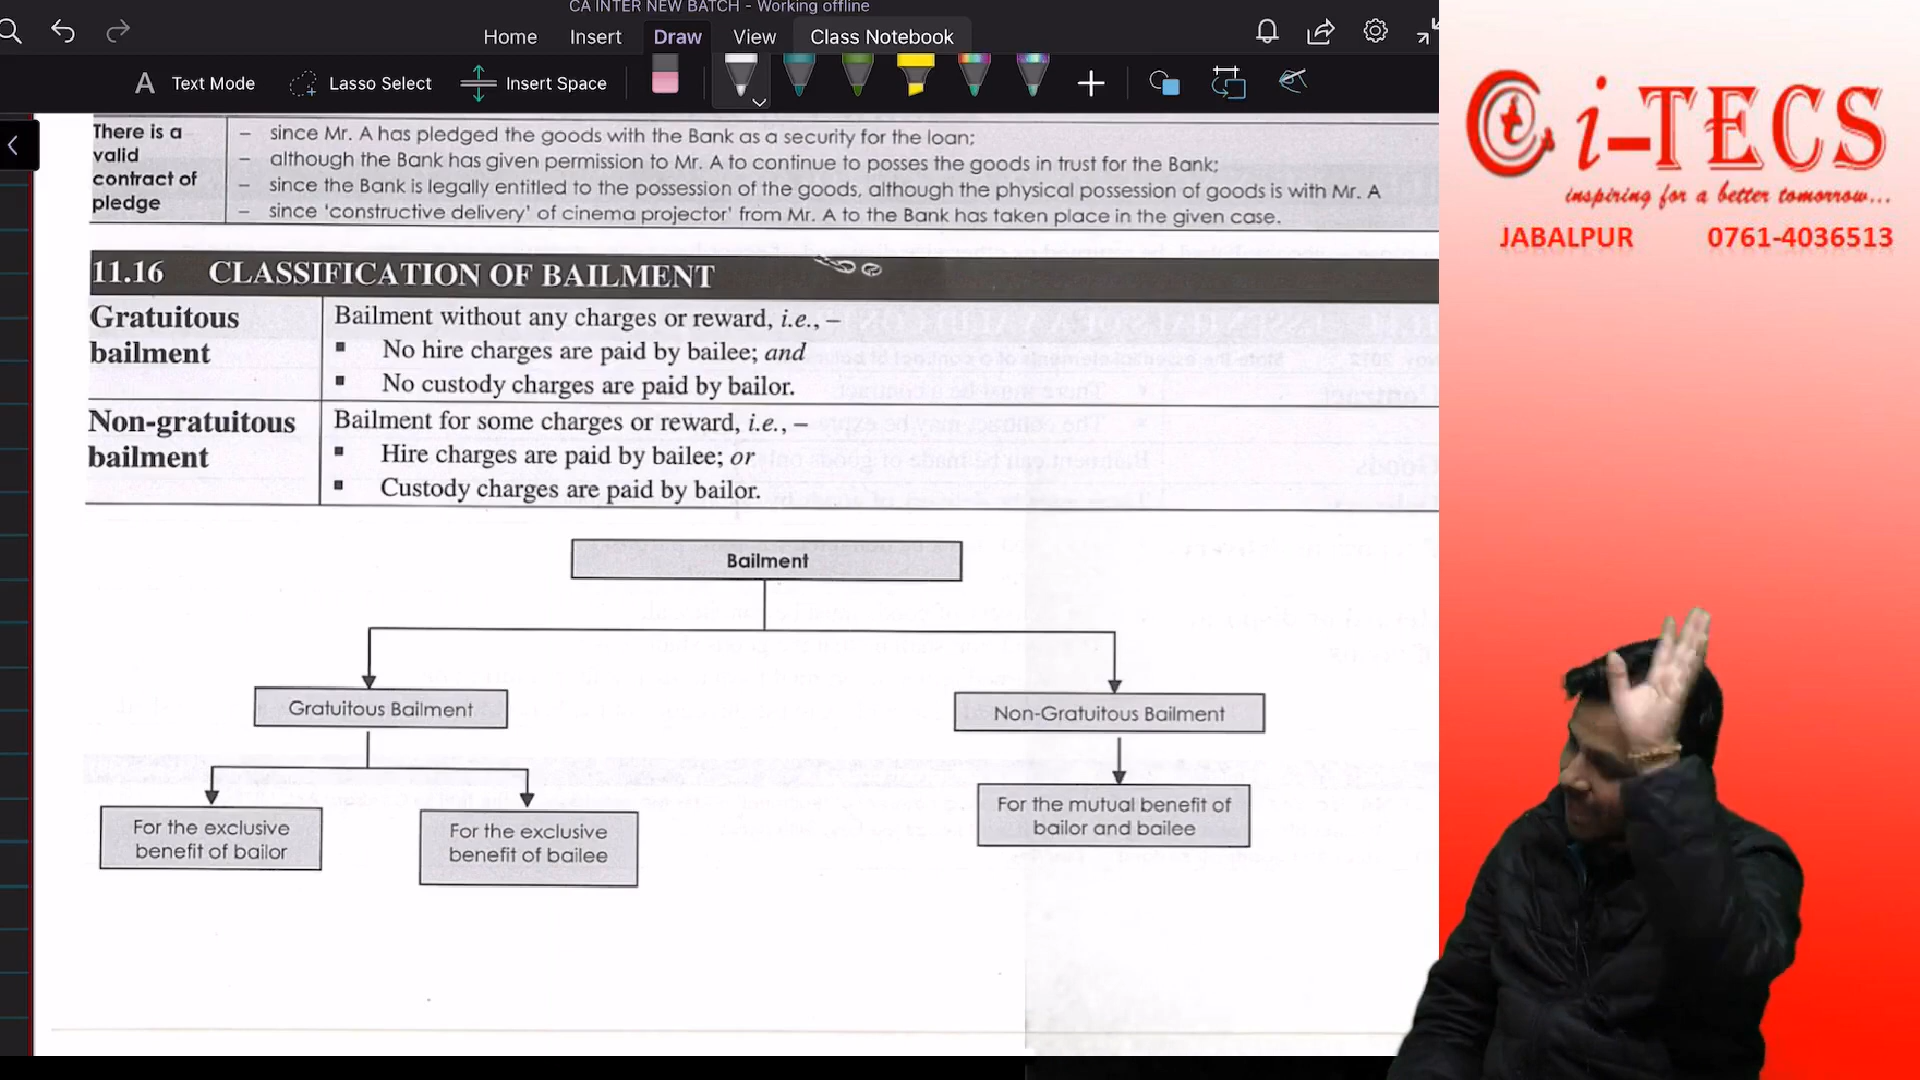 CA INTER NEW BATCH - Working offline
Home Insert Draw View Class Notebook
Text Mode Lasso Select Insert Space
There is a valid contract of pledge
– since Mr. A has pledged the goods with the Bank as a security for the loan;
– although the Bank has given permission to Mr. A to continue to posses the goods in trust for the Bank;
– since the Bank is legally entitled to the possession of the goods, although the physical possession of goods is with Mr. A
– since 'constructive delivery' of cinema projector' from Mr. A to the Bank has taken place in the given case.
11.16 CLASSIFICATION OF BAILMENT
Gratuitous bailment
Bailment without any charges or reward, i.e., –
▪ No hire charges are paid by bailee; and
▪ No custody charges are paid by bailor.
Non-gratuitous bailment
Bailment for some charges or reward, i.e., –
▪ Hire charges are paid by bailee; or
▪ Custody charges are paid by bailor.
Bailment
Gratuitous Bailment
Non-Gratuitous Bailment
For the exclusive
benefit of bailor
For the exclusive
benefit of bailee
For the mutual benefit of
bailor and bailee
i-TECS
inspiring for a better tomorrow...
JABALPUR 0761-4036513